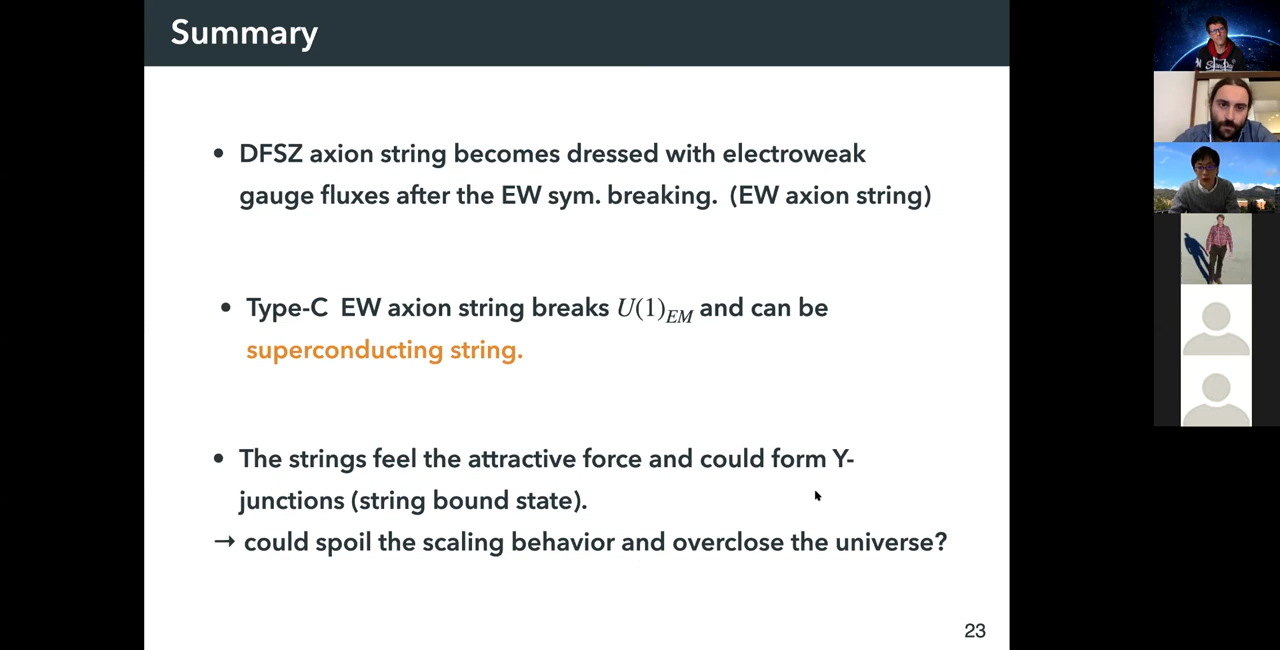 Summary
• DFSZ axion string becomes dressed with electroweak
gauge fluxes after the EW sym. breaking. (EW axion string)
• Type-C EW axion string breaks U(1)_{EM} and can be
superconducting string.
• The strings feel the attractive force and could form Y-
junctions (string bound state).
→ could spoil the scaling behavior and overclose the universe?
23